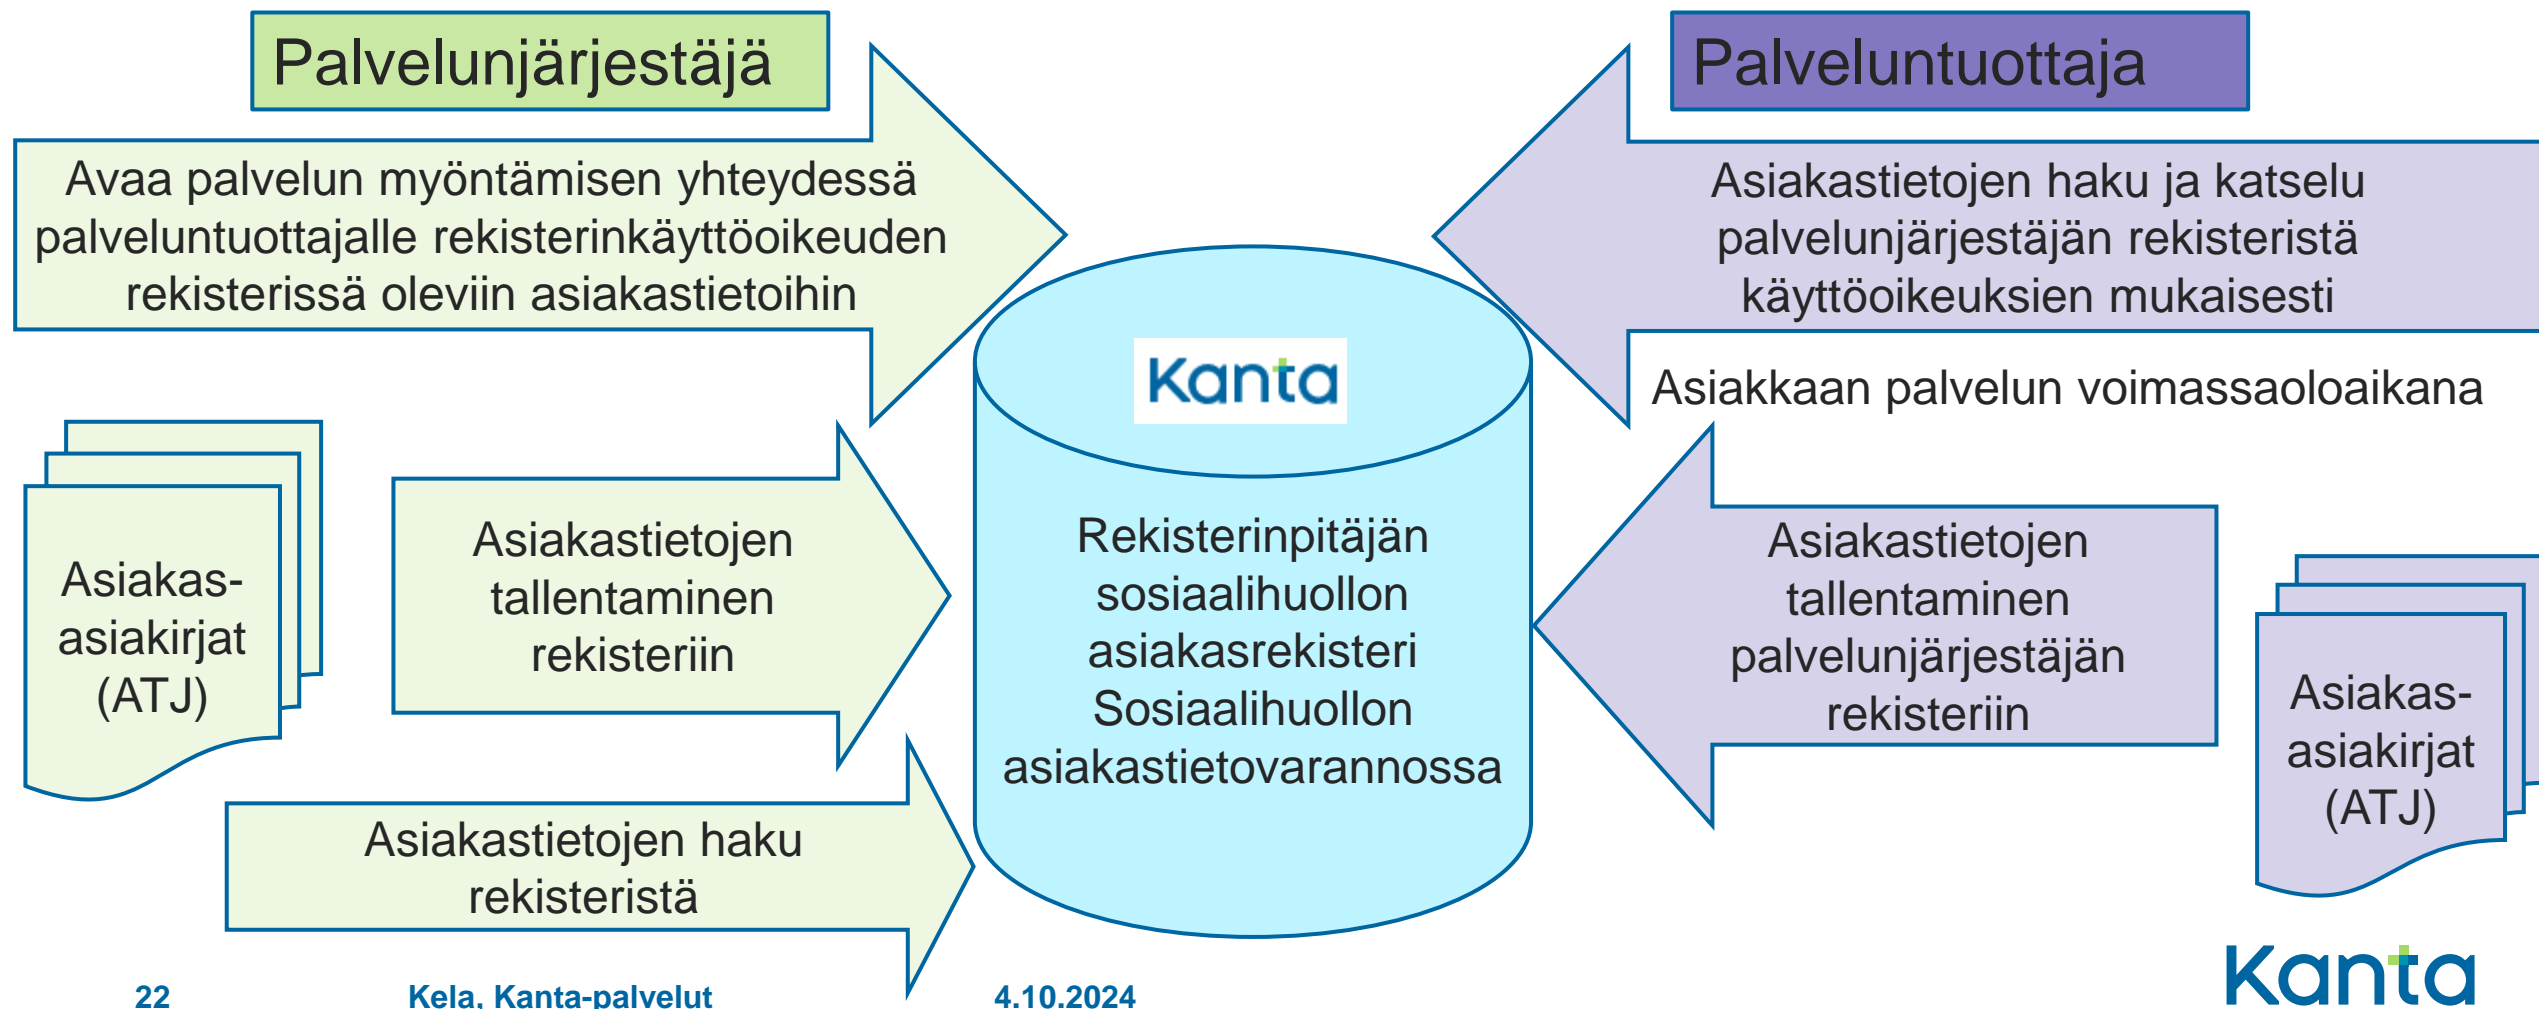 Palvelunjärjestäjä
Avaa palvelun myöntämisen yhteydessä
palveluntuottajalle rekisterinkäyttöoikeuden
rekisterissä oleviin asiakastietoihin
Asiakas-
asiakirjat
(ATJ)
Asiakastietojen
tallentaminen
rekisteriin
Asiakastietojen haku
rekisteristä
Kanta
Rekisterinpitäjän
sosiaalihuollon
asiakasrekisteri
Sosiaalihuollon
asiakastietovarannossa
Palveluntuottaja
Asiakastietojen haku ja katselu
palvelunjärjestäjän rekisteristä
käyttöoikeuksien mukaisesti
Asiakkaan palvelun voimassaoloaikana
Asiakastietojen
tallentaminen
palvelunjärjestäjän
rekisteriin
Asiakas-
asiakirjat
(ATJ)
22 Kela, Kanta-palvelut 4.10.2024
Kanta